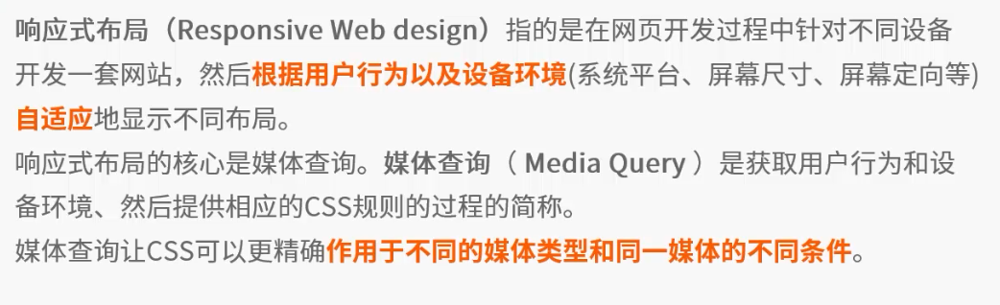 响应式布局（Responsive Web design）指的是在网页开发过程中针对不同设备
开发一套网站，然后根据用户行为以及设备环境(系统平台、屏幕尺寸、屏幕定向等)
自适应地显示不同布局。
响应式布局的核心是媒体查询。媒体查询（ Media Query ）是获取用户行为和设
备环境、然后提供相应的CSS规则的过程的简称。
媒体查询让CSS可以更精确作用于不同的媒体类型和同一媒体的不同条件。